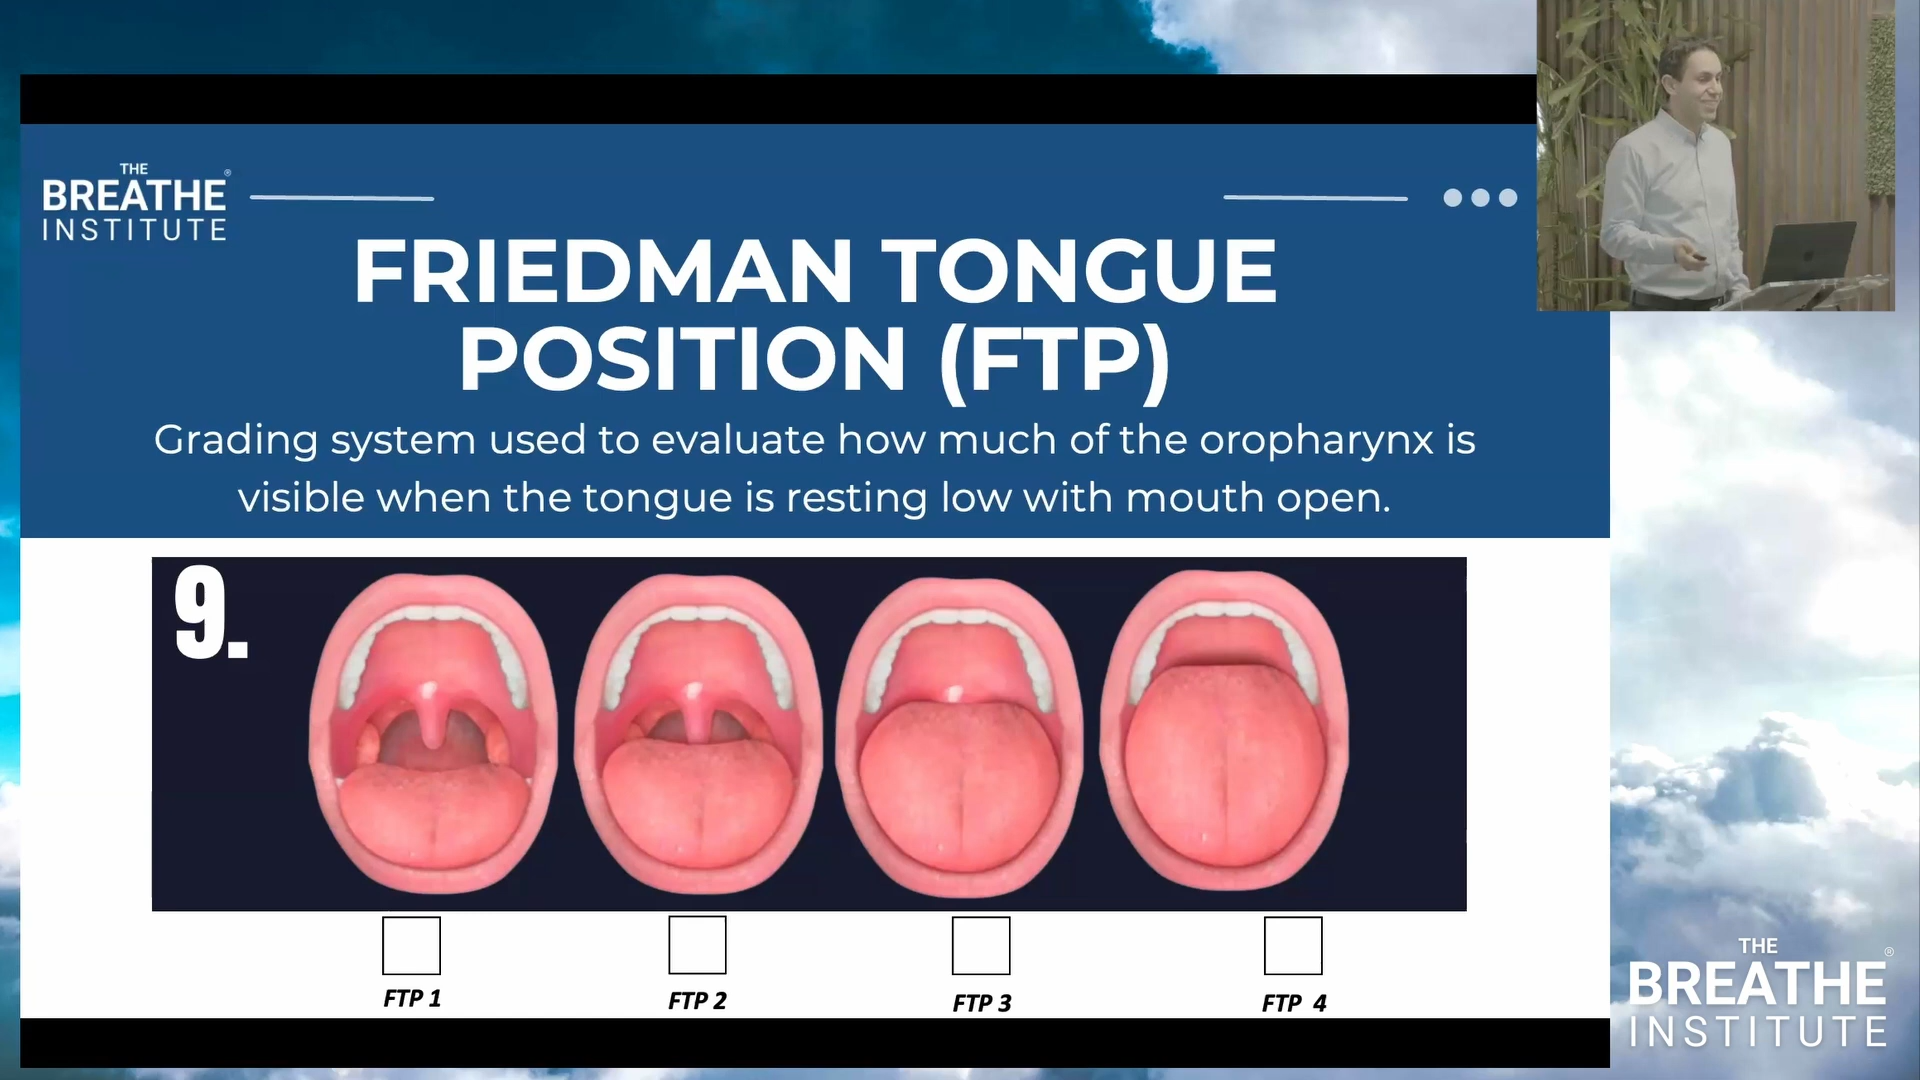 THE
BREATHE®
INSTITUTE
FRIEDMAN TONGUE
POSITION (FTP)
Grading system used to evaluate how much of the oropharynx is
visible when the tongue is resting low with mouth open.
9.
FTP 1
FTP 2
FTP 3
FTP 4
THE
BREATHE®
INSTITUTE